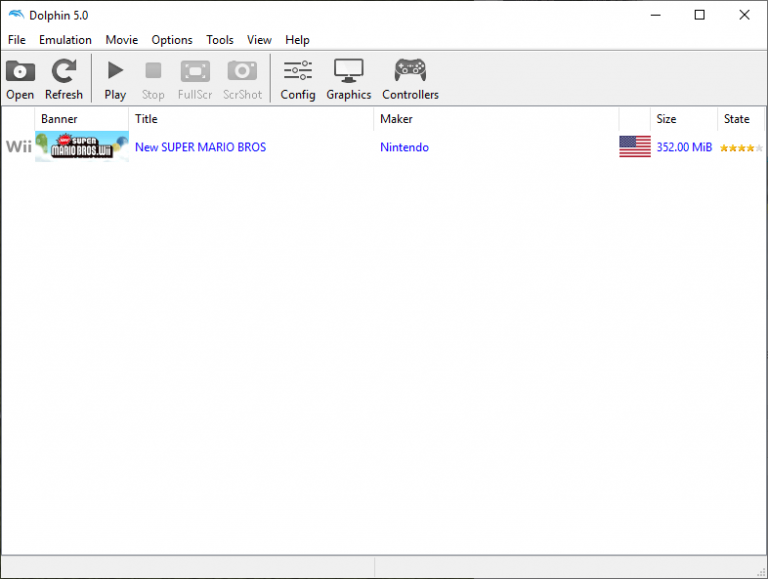 Dolphin 5.0
File Emulation Movie Options Tools View Help
Open Refresh Play Stop FullScr ScrShot Config Graphics Controllers
Banner Title Maker Size State
Wii New SUPER MARIO BROS.Wii New SUPER MARIO BROS Nintendo 352.00 MiB